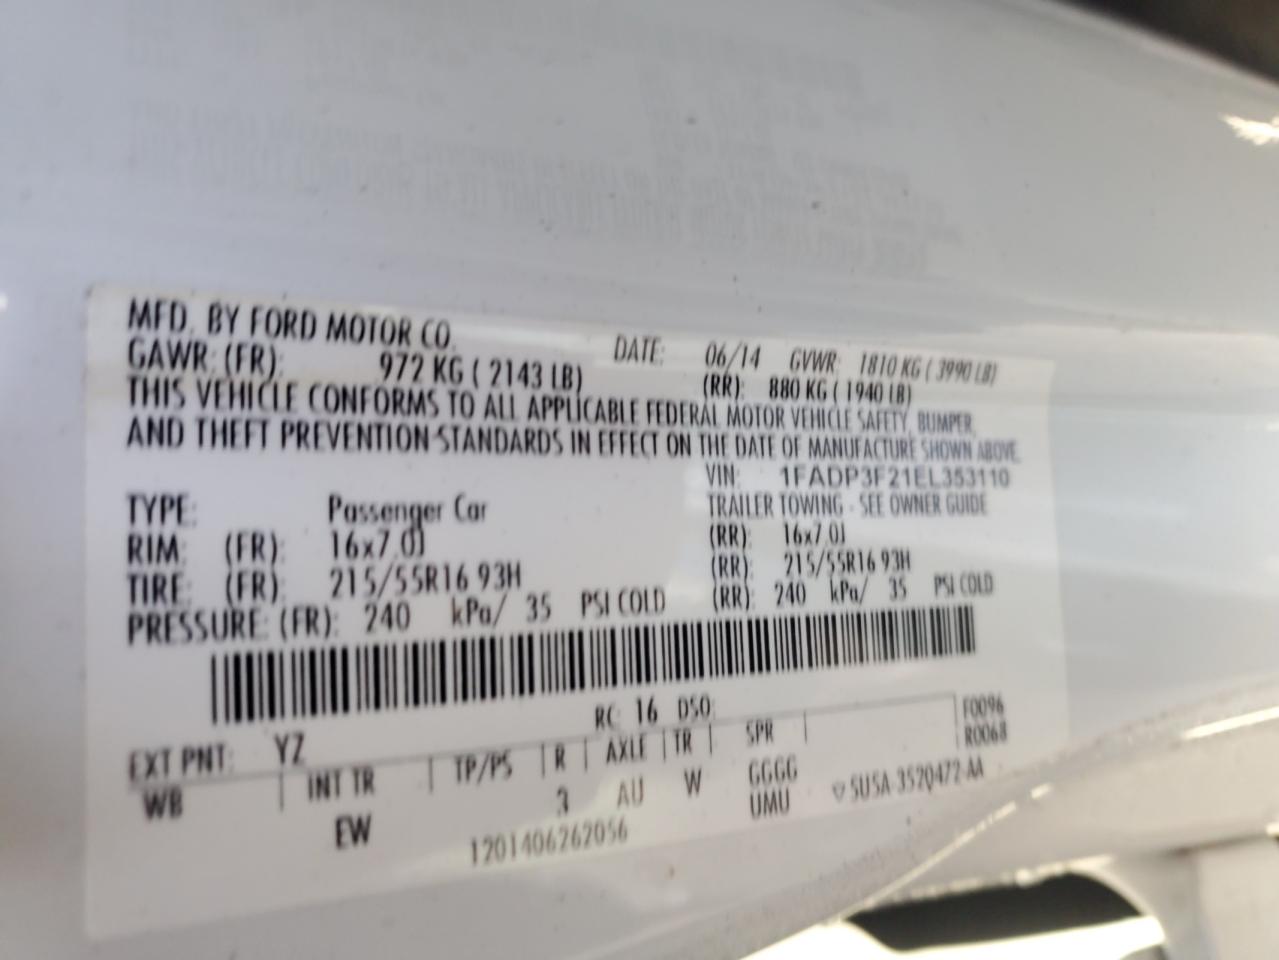 MFD. BY FORD MOTOR CO.
DATE: 06/14 GVWR: 1810 KG ( 3990 LB)
GAWR: (FR): 972 KG ( 2143 LB) (RR): 880 KG ( 1940 LB)
THIS VEHICLE CONFORMS TO ALL APPLICABLE FEDERAL MOTOR VEHICLE SAFETY, BUMPER,
AND THEFT PREVENTION STANDARDS IN EFFECT ON THE DATE OF MANUFACTURE SHOWN ABOVE.
VIN: 1FADP3F21EL353110
TYPE: Passenger Car TRAILER TOWING - SEE OWNER GUIDE
RIM: (FR): 16x7.0J (RR): 16x7.0J
TIRE: (FR): 215/55R16 93H (RR): 215/55R16 93H
PRESSURE: (FR): 240 kPa/ 35 PSI COLD (RR): 240 kPa/ 35 PSI COLD
EXT PNT: YZ RC: 16 DSO: F0096
WB INT TR TP/PS R AXLE TR SPR R0068
EW 3 AU W GGGG
UMU
▽ 5U5A-3520472-AA
1201406262056